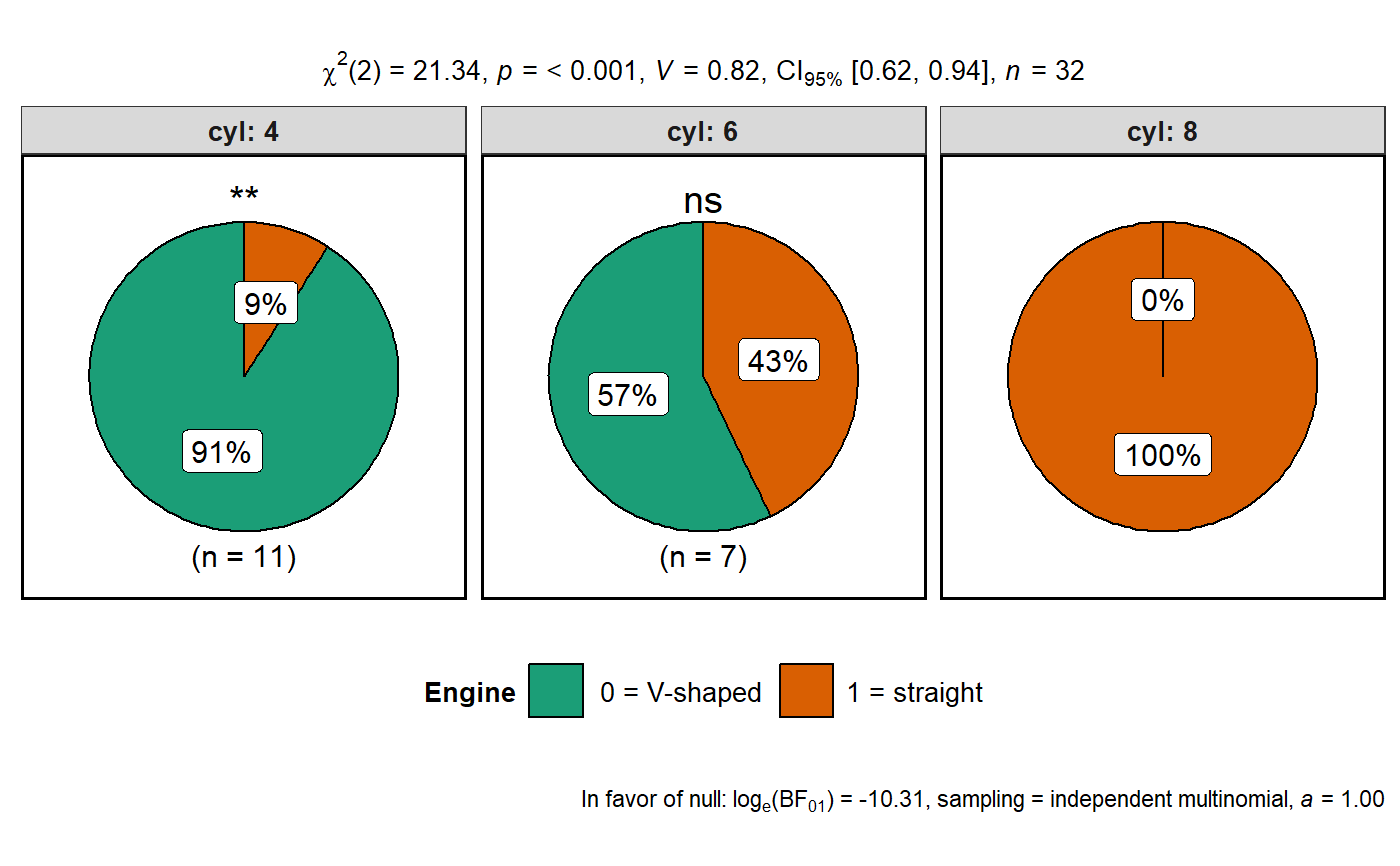 χ²(2) = 21.34, p = < 0.001, V = 0.82, CI₉₅% [0.62, 0.94], n = 32
cyl: 4
cyl: 6
cyl: 8
**
ns
9%
91%
57%
43%
0%
100%
(n = 11)
(n = 7)
Engine 0 = V-shaped 1 = straight
In favor of null: logₑ(BF₀₁) = -10.31, sampling = independent multinomial, a = 1.00